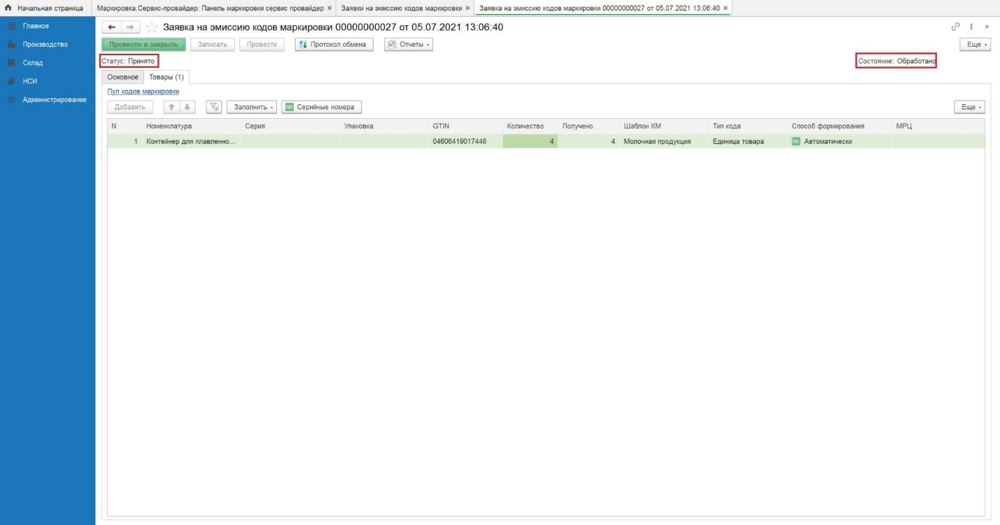 Начальная страница Маркировка.Сервис-провайдер: Панель маркировки сервис провайдер × Заявки на эмиссию кодов маркировки × Заявка на эмиссию кодов маркировки 00000000027 от 05.07.2021 13:06:40 ×
Главное
Производство
Склад
НСИ
Администрирование
Заявка на эмиссию кодов маркировки 00000000027 от 05.07.2021 13:06:40
Провести и закрыть Записать Провести Протокол обмена Отчеты Еще
Статус: Принято Состояние: Обработано
Основное Товары (1)
Пул кодов маркировки
Добавить Заполнить № Серийные номера Еще
N Номенклатура Серия Упаковка GTIN Количество Получено Шаблон КМ Тип кода Способ формирования МРЦ
1 Контейнер для плавленно... 04606419017446 4 4 Молочная продукция Единица товара № Автоматически